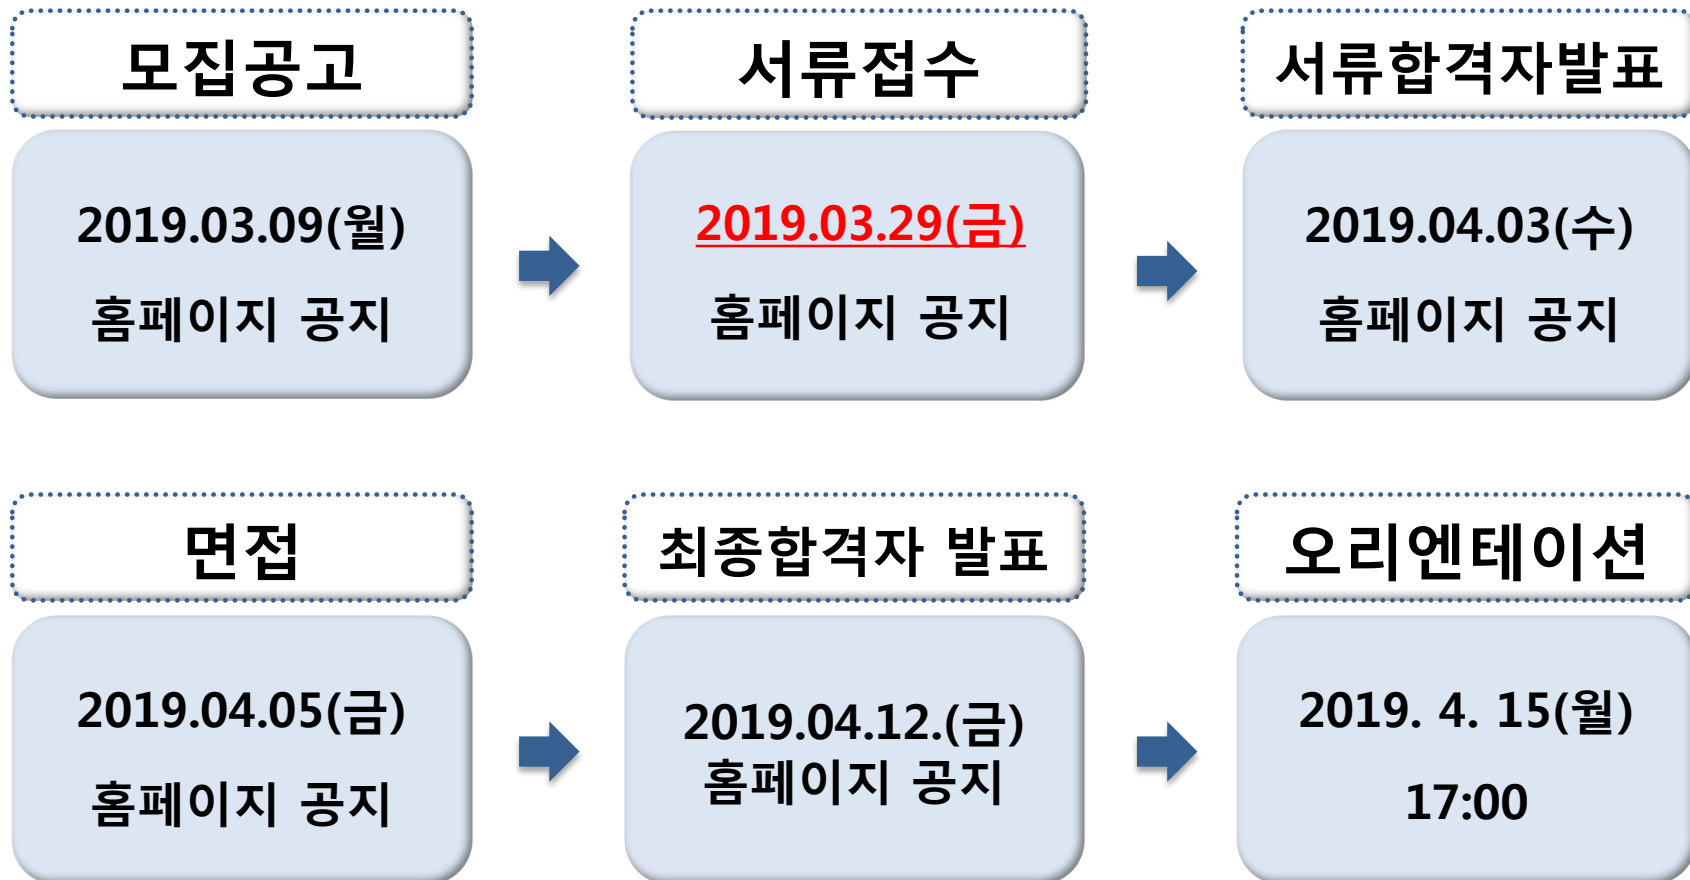 모집공고
2019.03.09(월)
홈페이지 공지
서류접수
2019.03.29(금)
홈페이지 공지
서류합격자발표
2019.04.03(수)
홈페이지 공지
면접
2019.04.05(금)
홈페이지 공지
최종합격자 발표
2019.04.12.(금)
홈페이지 공지
오리엔테이션
2019. 4. 15(월)
17:00